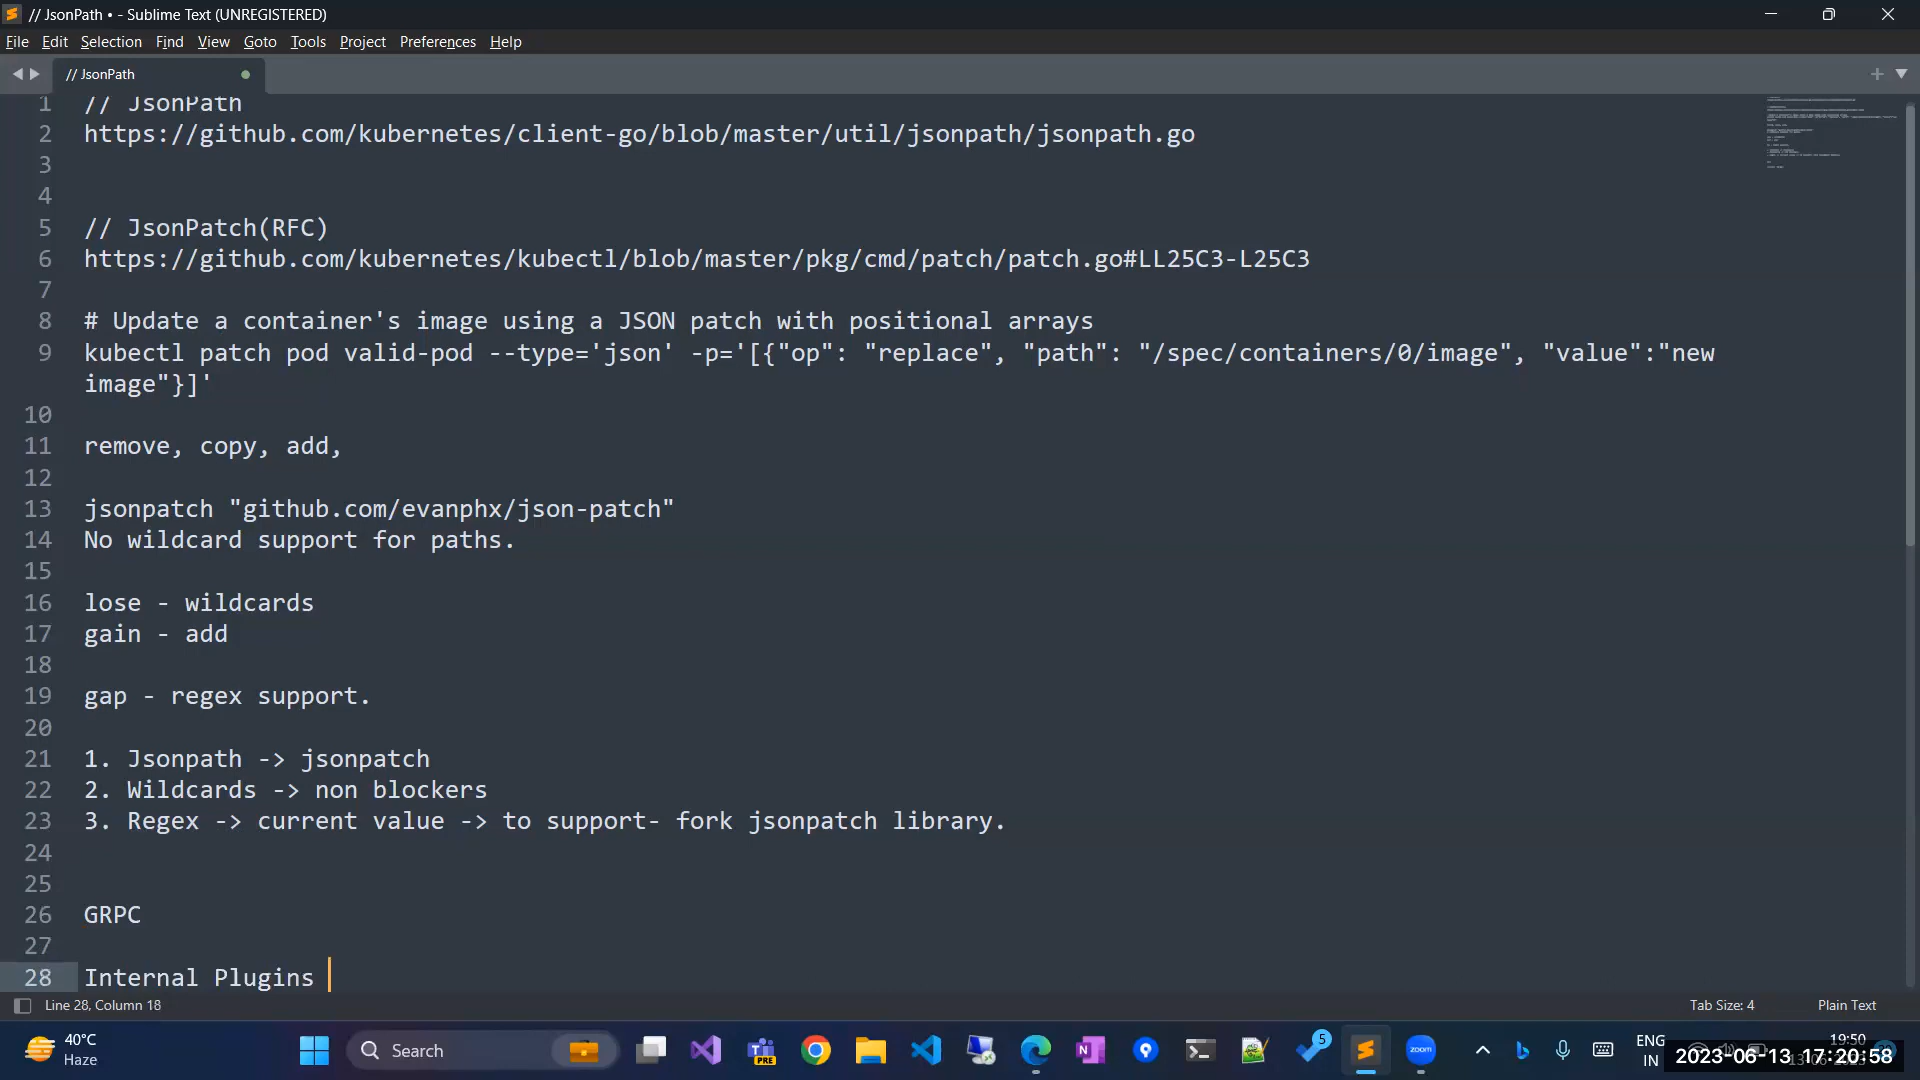 // JsonPath • - Sublime Text (UNREGISTERED)
File Edit Selection Find View Goto Tools Project Preferences Help
// JsonPath
1 // JsonPath
2 https://github.com/kubernetes/client-go/blob/master/util/jsonpath/jsonpath.go
3
4
5 // JsonPatch(RFC)
6 https://github.com/kubernetes/kubectl/blob/master/pkg/cmd/patch/patch.go#LL25C3-L25C3
7
8 # Update a container's image using a JSON patch with positional arrays
9 kubectl patch pod valid-pod --type='json' -p='[{"op": "replace", "path": "/spec/containers/0/image", "value":"new
image"}]'
10
11 remove, copy, add,
12
13 jsonpatch "github.com/evanphx/json-patch"
14 No wildcard support for paths.
15
16 lose - wildcards
17 gain - add
18
19 gap - regex support.
20
21 1. Jsonpath -> jsonpatch
22 2. Wildcards -> non blockers
23 3. Regex -> current value -> to support- fork jsonpatch library.
24
25
26 GRPC
27
28 Internal Plugins
Line 28, Column 18 Tab Size: 4 Plain Text
40°C
Haze
Search
PRE
5
zoom
ENG
IN
19:50
2023-06-13 17:20:58